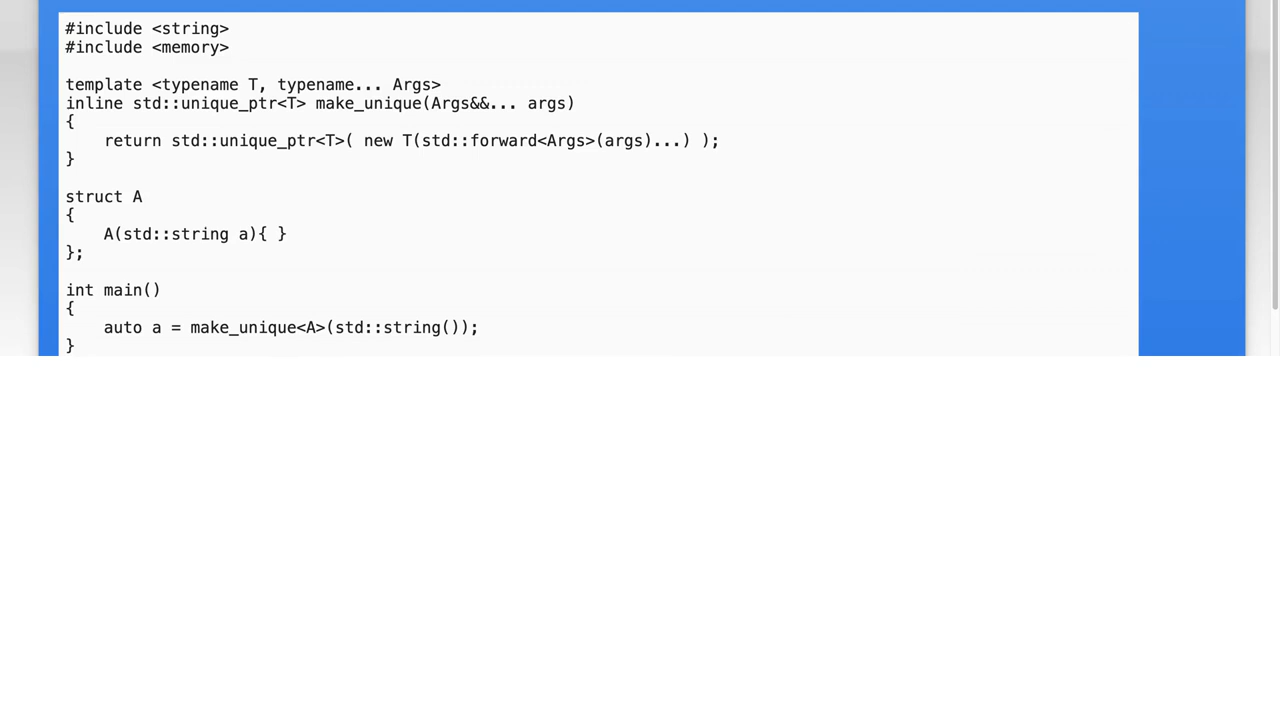 #include <string>
#include <memory>
template <typename T, typename... Args>
inline std::unique_ptr<T> make_unique(Args&&... args)
{
    return std::unique_ptr<T>( new T(std::forward<Args>(args)...) );
}
struct A
{
    A(std::string a){ }
};
int main()
{
    auto a = make_unique<A>(std::string());
}